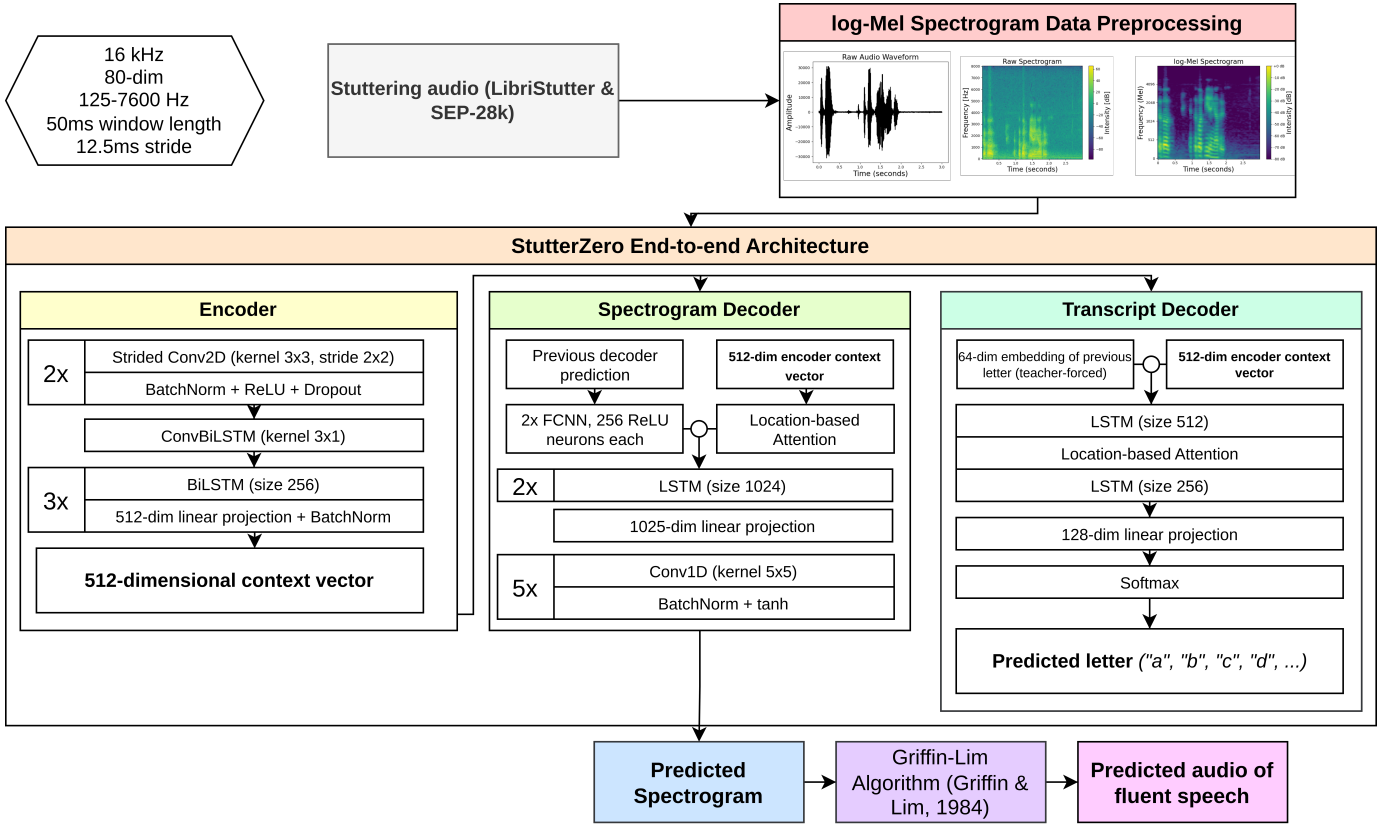 16 kHz
80-dim
125-7600 Hz
50ms window length
12.5ms stride
Stuttering audio (LibriStutter &
SEP-28k)
log-Mel Spectrogram Data Preprocessing
Raw Audio Waveform
Amplitude
Time (seconds)
Raw Spectrogram
Frequency [Hz]
Intensity [dB]
Time (seconds)
log-Mel Spectrogram
Frequency (Mel)
Intensity [dB]
Time (seconds)
StutterZero End-to-end Architecture
Encoder
2x
Strided Conv2D (kernel 3x3, stride 2x2)
BatchNorm + ReLU + Dropout
ConvBiLSTM (kernel 3x1)
3x
BiLSTM (size 256)
512-dim linear projection + BatchNorm
512-dimensional context vector
Spectrogram Decoder
Previous decoder
prediction
512-dim encoder context
vector
2x FCNN, 256 ReLU
neurons each
Location-based
Attention
2x
LSTM (size 1024)
1025-dim linear projection
5x
Conv1D (kernel 5x5)
BatchNorm + tanh
Transcript Decoder
64-dim embedding of previous
letter (teacher-forced)
512-dim encoder context
vector
LSTM (size 512)
Location-based Attention
LSTM (size 256)
128-dim linear projection
Softmax
Predicted letter ("a", "b", "c", "d", ...)
Predicted
Spectrogram
Griffin-Lim
Algorithm (Griffin &
Lim, 1984)
Predicted audio of
fluent speech